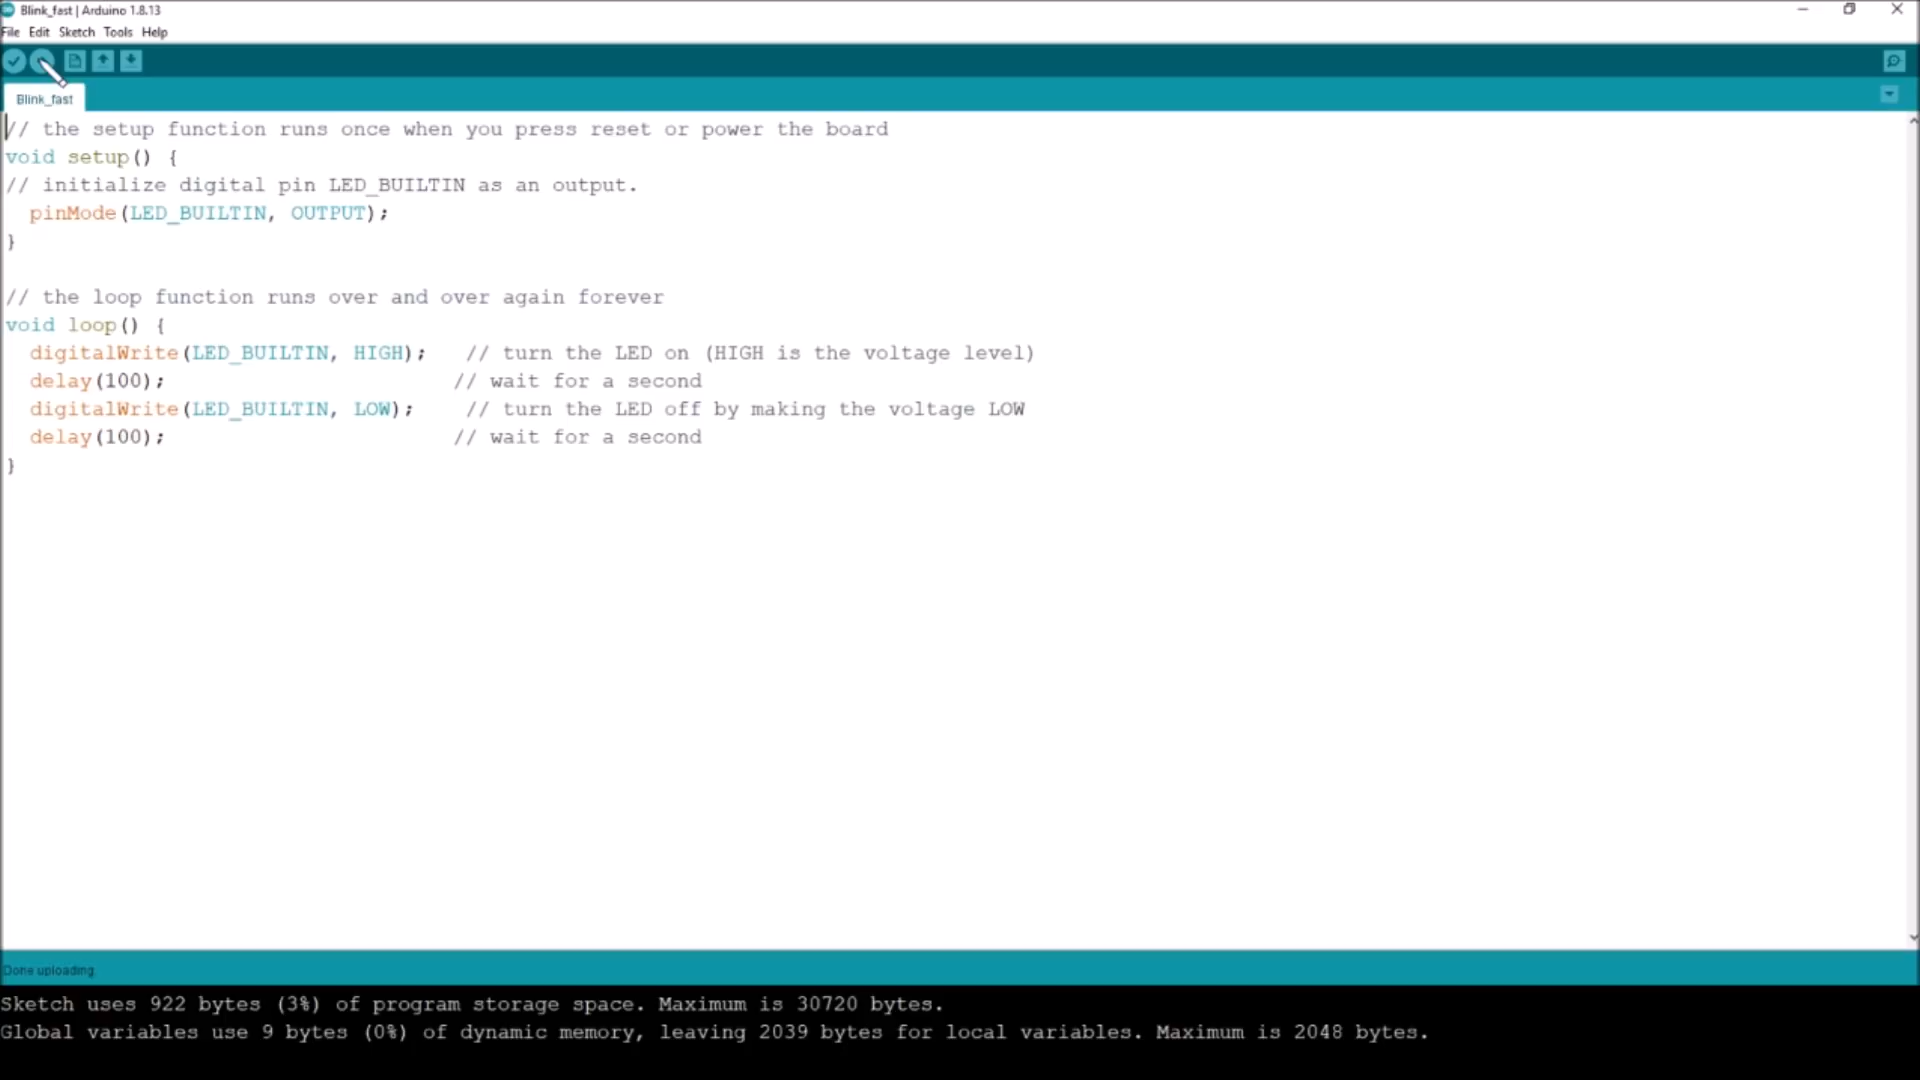 Blink_fast | Arduino 1.8.13
File Edit Sketch Tools Help
Blink_fast
// the setup function runs once when you press reset or power the board
void setup() {
// initialize digital pin LED_BUILTIN as an output.
  pinMode(LED_BUILTIN, OUTPUT);
}
// the loop function runs over and over again forever
void loop() {
  digitalWrite(LED_BUILTIN, HIGH);   // turn the LED on (HIGH is the voltage level)
  delay(100);                       // wait for a second
  digitalWrite(LED_BUILTIN, LOW);    // turn the LED off by making the voltage LOW
  delay(100);                       // wait for a second
}
Done uploading.
Sketch uses 922 bytes (3%) of program storage space. Maximum is 30720 bytes.
Global variables use 9 bytes (0%) of dynamic memory, leaving 2039 bytes for local variables. Maximum is 2048 bytes.